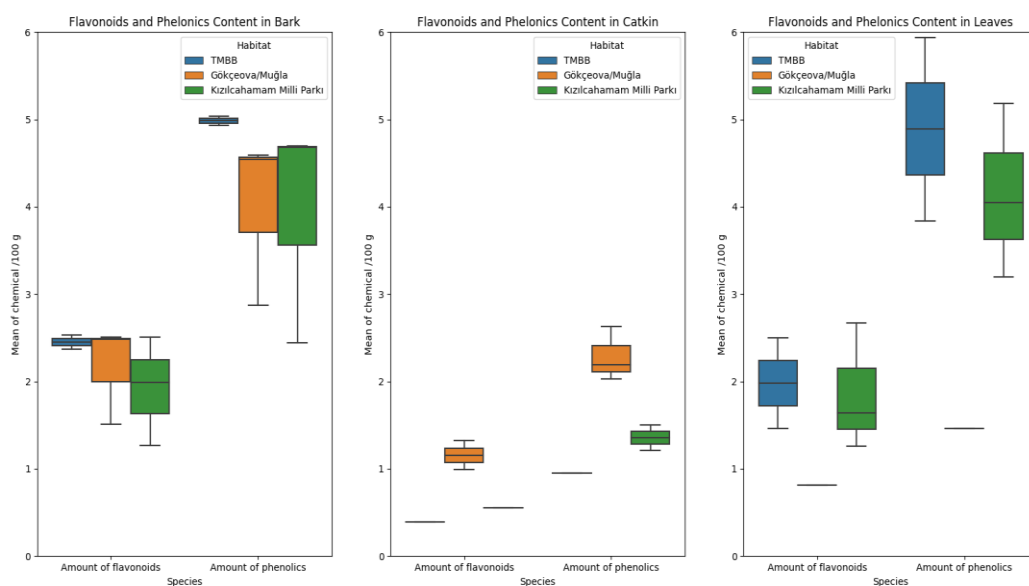 Flavonoids and Phelonics Content in Bark
6
5
4
3
2
1
0
Mean of chemical /100 g
Habitat
TMBB
Gökçeova/Muğla
Kızılcahamam Milli Parkı
Amount of flavonoids
Amount of phenolics
Species
Flavonoids and Phelonics Content in Catkin
6
5
4
3
2
1
0
Mean of chemical /100 g
Habitat
TMBB
Gökçeova/Muğla
Kızılcahamam Milli Parkı
Amount of flavonoids
Amount of phenolics
Species
Flavonoids and Phelonics Content in Leaves
6
5
4
3
2
1
0
Mean of chemical /100 g
Habitat
TMBB
Gökçeova/Muğla
Kızılcahamam Milli Parkı
Amount of flavonoids
Amount of phenolics
Species